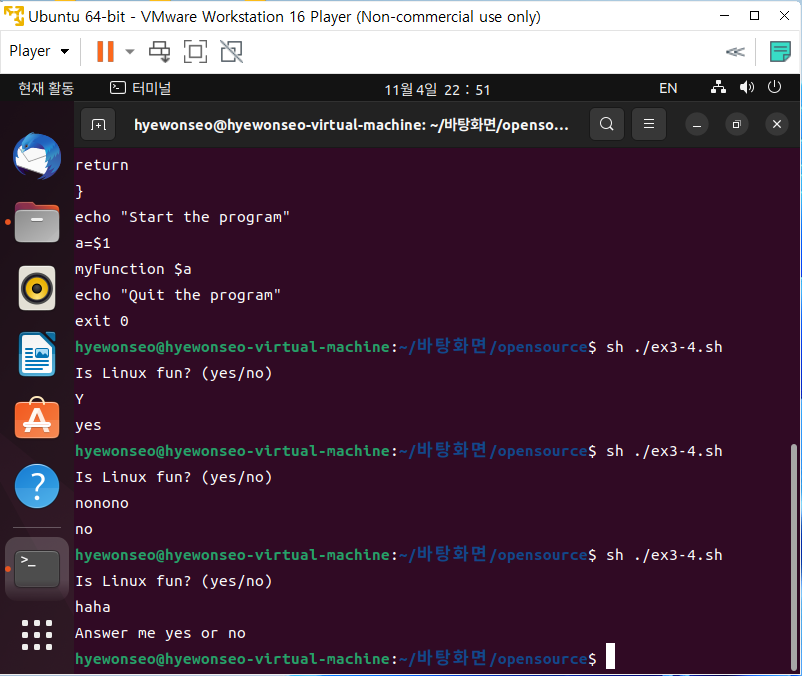 Ubuntu 64-bit - VMware Workstation 16 Player (Non-commercial use only)
Player
현재 활동 터미널 11월 4일 22 : 51 EN
hyewonseo@hyewonseo-virtual-machine: ~/바탕화면/openso...
return
}
echo "Start the program"
a=$1
myFunction $a
echo "Quit the program"
exit 0
hyewonseo@hyewonseo-virtual-machine:~/바탕화면/opensource$ sh ./ex3-4.sh
Is Linux fun? (yes/no)
Y
yes
hyewonseo@hyewonseo-virtual-machine:~/바탕화면/opensource$ sh ./ex3-4.sh
Is Linux fun? (yes/no)
nonono
no
hyewonseo@hyewonseo-virtual-machine:~/바탕화면/opensource$ sh ./ex3-4.sh
Is Linux fun? (yes/no)
haha
Answer me yes or no
hyewonseo@hyewonseo-virtual-machine:~/바탕화면/opensource$